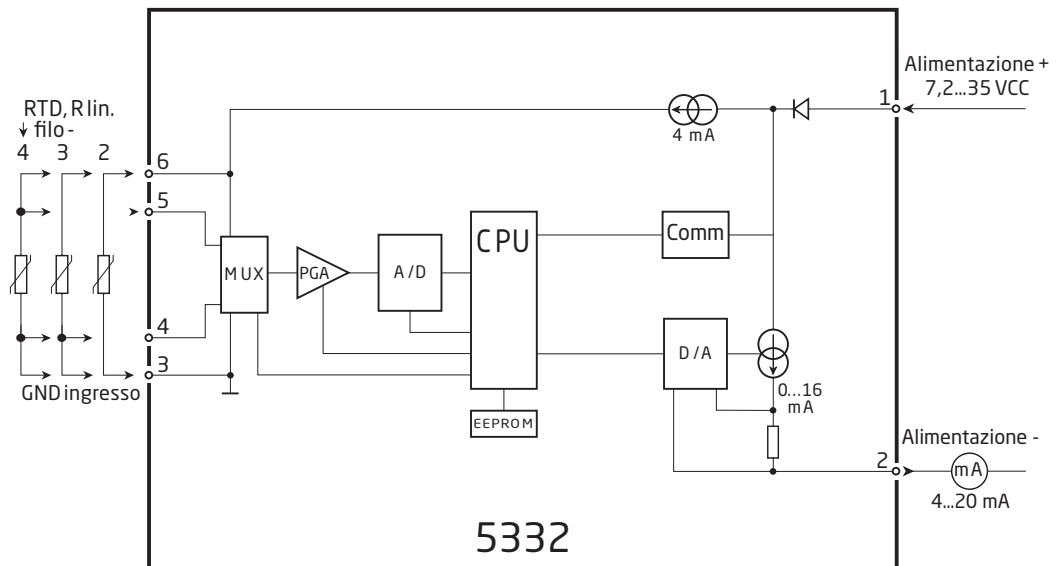 Alimentazione +
7,2...35 VCC
1
4 mA
RTD, R lin.
filo -
4 3 2
6
5
CPU
Comm
MUX
PGA
A/D
4
D/A
3
GND ingresso
0...16
mA
EEPROM
Alimentazione -
2
mA
4...20 mA
5332